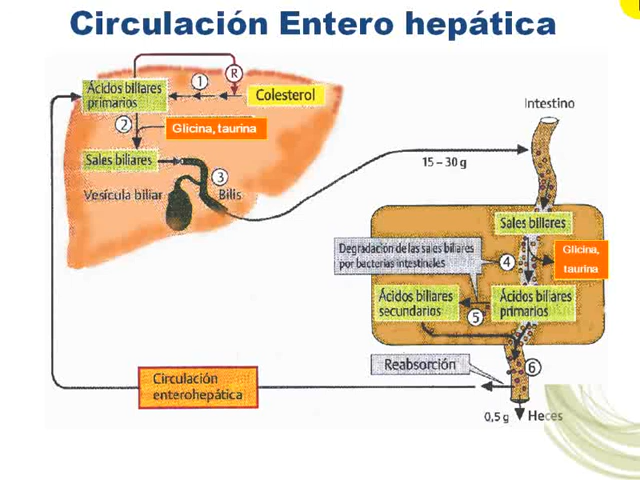 Circulación Entero hepática
R
1
Ácidos biliares
primarios
Colesterol
2
Glicina, taurina
Sales biliares
3
Vesícula biliar
Bilis
Intestino
15 – 30 g
Sales biliares
Degradación de las sales biliares
por bacterias intestinales
4
Glicina,
taurina
Ácidos biliares
secundarios
5
Ácidos biliares
primarios
Reabsorción
6
Circulación
enterohepática
0,5 g
Heces